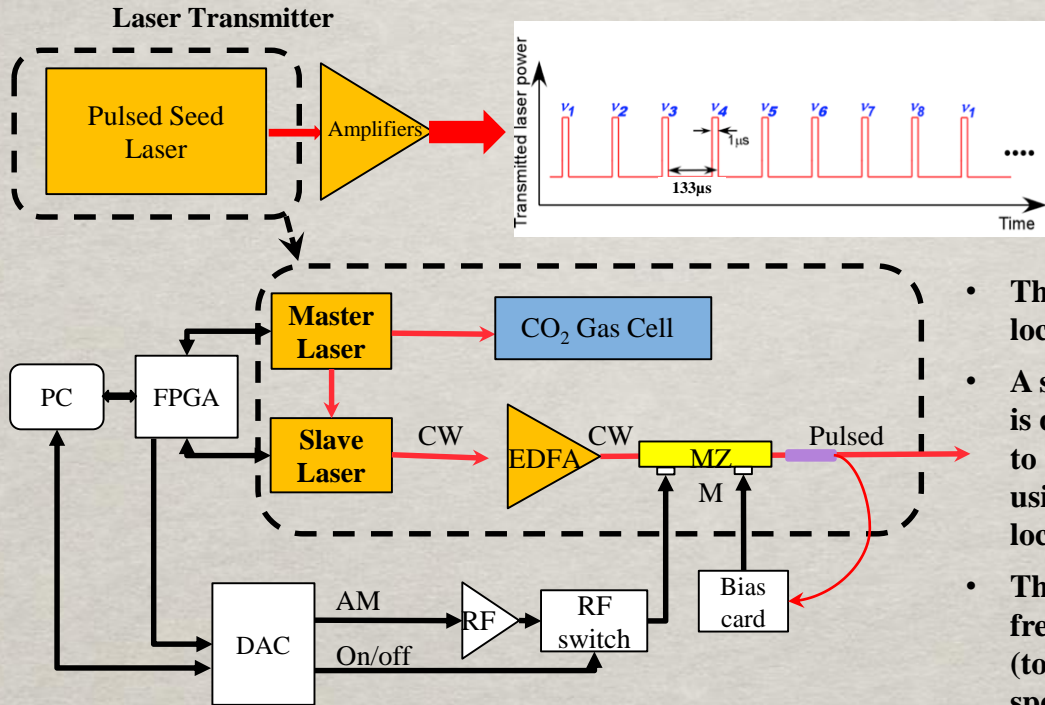 Laser Transmitter
Pulsed Seed
Laser
Amplifiers
Transmitted laser power
ν1 ν2 ν3 ν4 ν5 ν6 ν7 ν8 ν1
1µs
133µs
....
Time
Master
Laser
CO2 Gas Cell
PC
FPGA
Slave
Laser
CW
EDFA
CW
MZ
M
Pulsed
DAC
AM
On/off
RF
RF
switch
Bias
card
• Th
loc
• A s
is o
to
usi
loc
• Th
fre
(to
spe